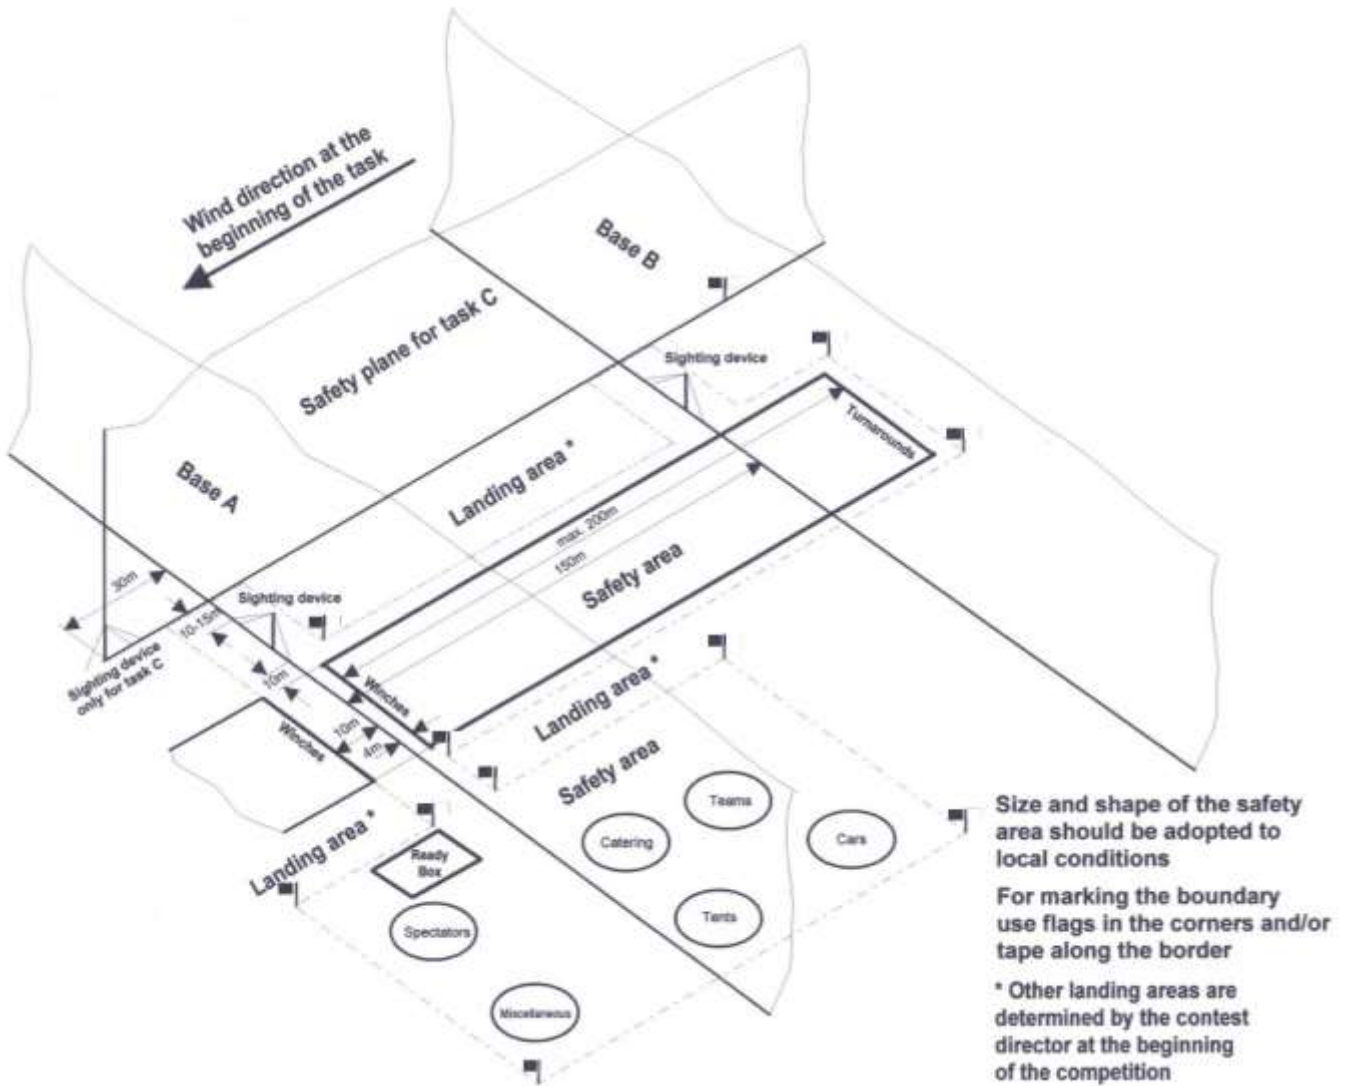 Wind direction at the
beginning of the task
Base B
Safety plane for task C
Sighting device
Turnarounds
Base A
Landing area *
max. 200m
150m
Safety area
30m
Sighting device
10-15m
Sighting device
only for task C
10m
Winches
Landing area *
Winches
10m
4m
Safety area
Teams
Catering
Cars
Landing area *
Ready
Box
Tents
Spectators
Miscellaneous
Size and shape of the safety
area should be adopted to
local conditions
For marking the boundary
use flags in the corners and/or
tape along the border
* Other landing areas are
determined by the contest
director at the beginning
of the competition